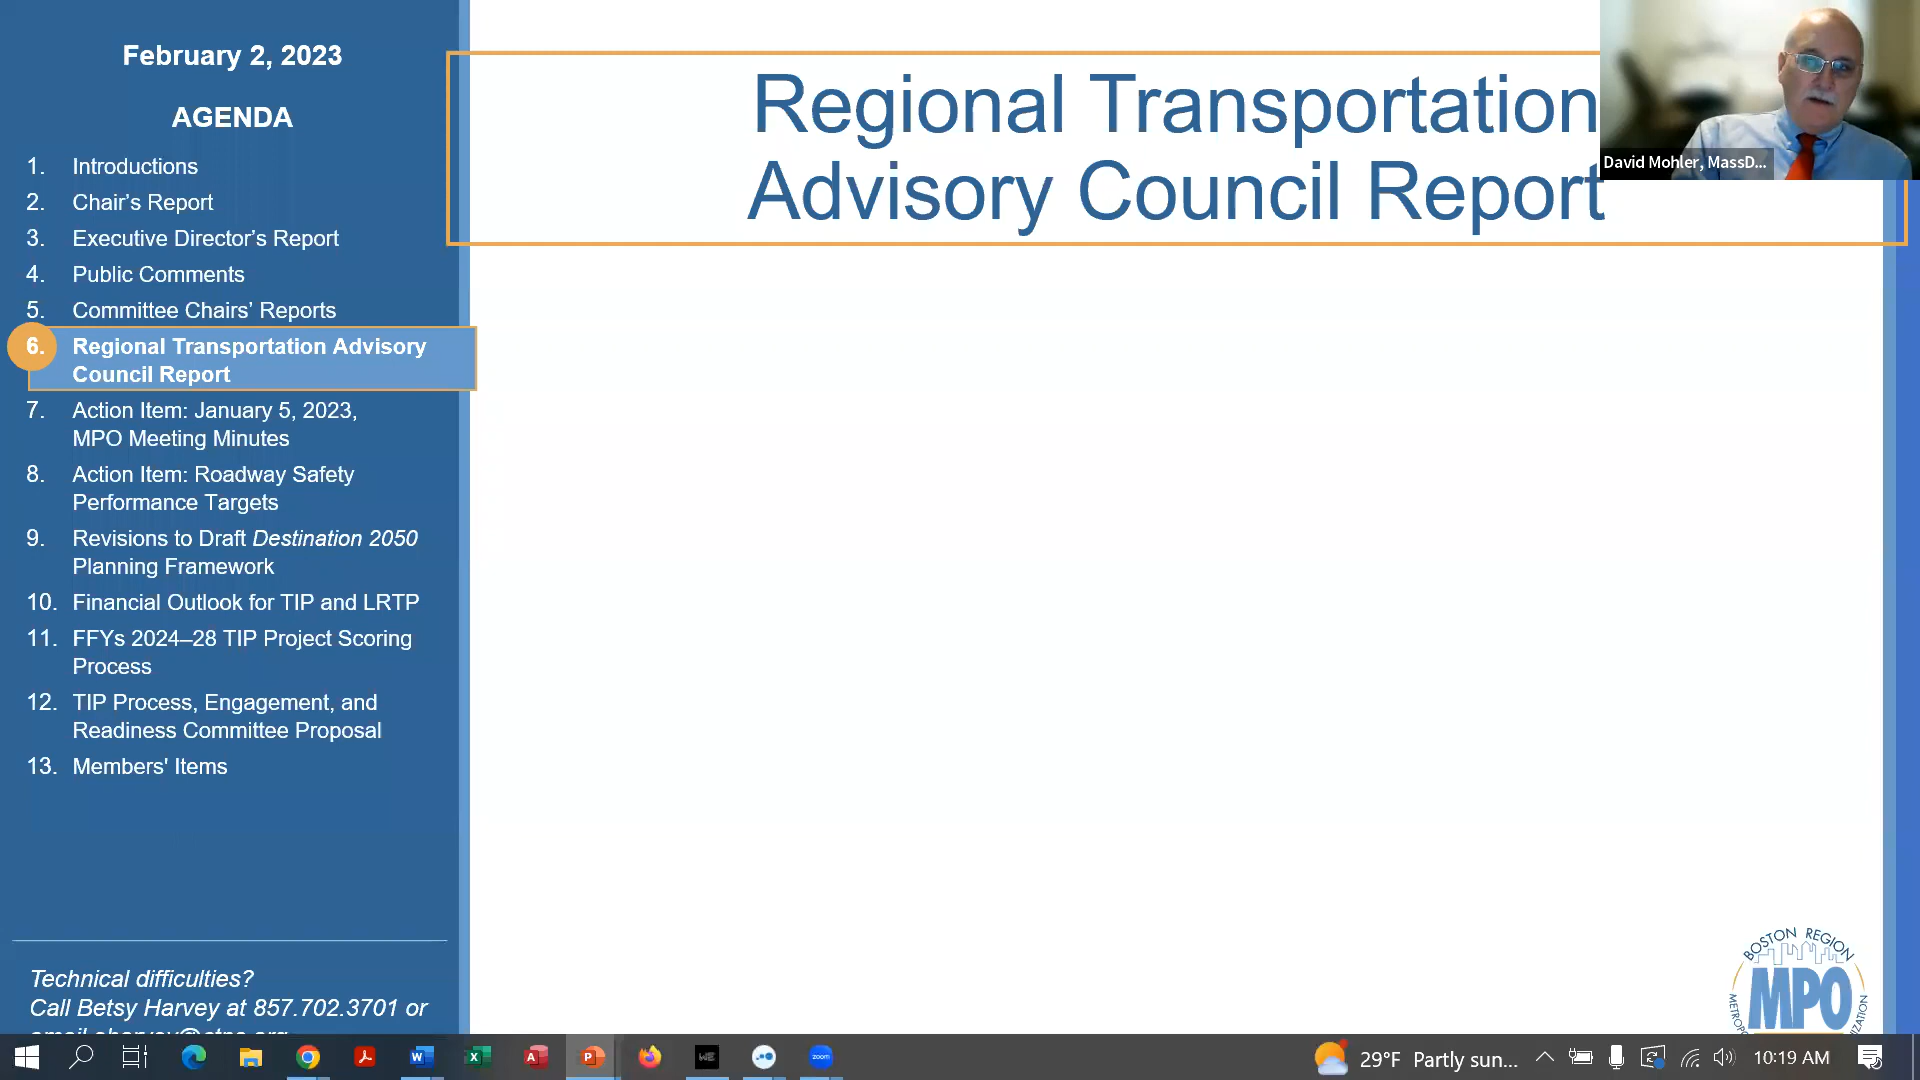 February 2, 2023
AGENDA
1. Introductions
2. Chair’s Report
3. Executive Director’s Report
4. Public Comments
5. Committee Chairs’ Reports
6. Regional Transportation Advisory
Council Report
7. Action Item: January 5, 2023,
MPO Meeting Minutes
8. Action Item: Roadway Safety
Performance Targets
9. Revisions to Draft Destination 2050
Planning Framework
10. Financial Outlook for TIP and LRTP
11. FFYs 2024–28 TIP Project Scoring
Process
12. TIP Process, Engagement, and
Readiness Committee Proposal
13. Members' Items
Technical difficulties?
Call Betsy Harvey at 857.702.3701 or
Regional Transportation
Advisory Council Report
David Mohler, MassD...
BOSTON REGION
MPO
29°F Partly sun...
10:19 AM
zoom